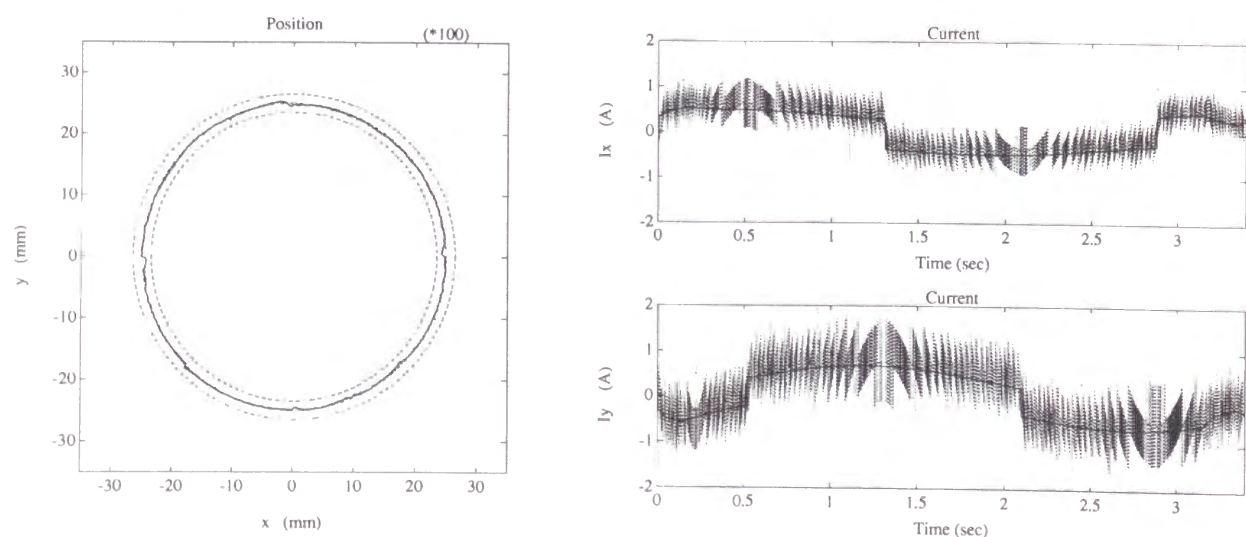 Position
(*100)
30
20
10
0
-10
-20
-30
y (mm)
-30 -20 -10 0 10 20 30
x (mm)
Current
2
1
0
-1
-2
Ix (A)
0 0.5 1 1.5 2 2.5 3
Time (sec)
Current
2
1
0
-1
-2
Iy (A)
0 0.5 1 1.5 2 2.5 3
Time (sec)